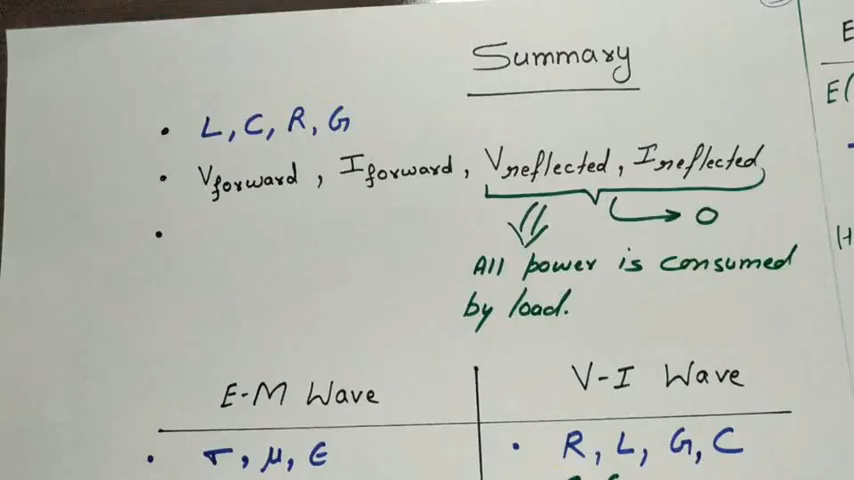 Summary
• L, C, R, G
• Vforward, Iforward, Vreflected, Ireflected
→ 0
•
All power is consumed
by load.
E-M Wave
V-I Wave
• σ, μ, ε
• R, L, G, C
E
E(
H